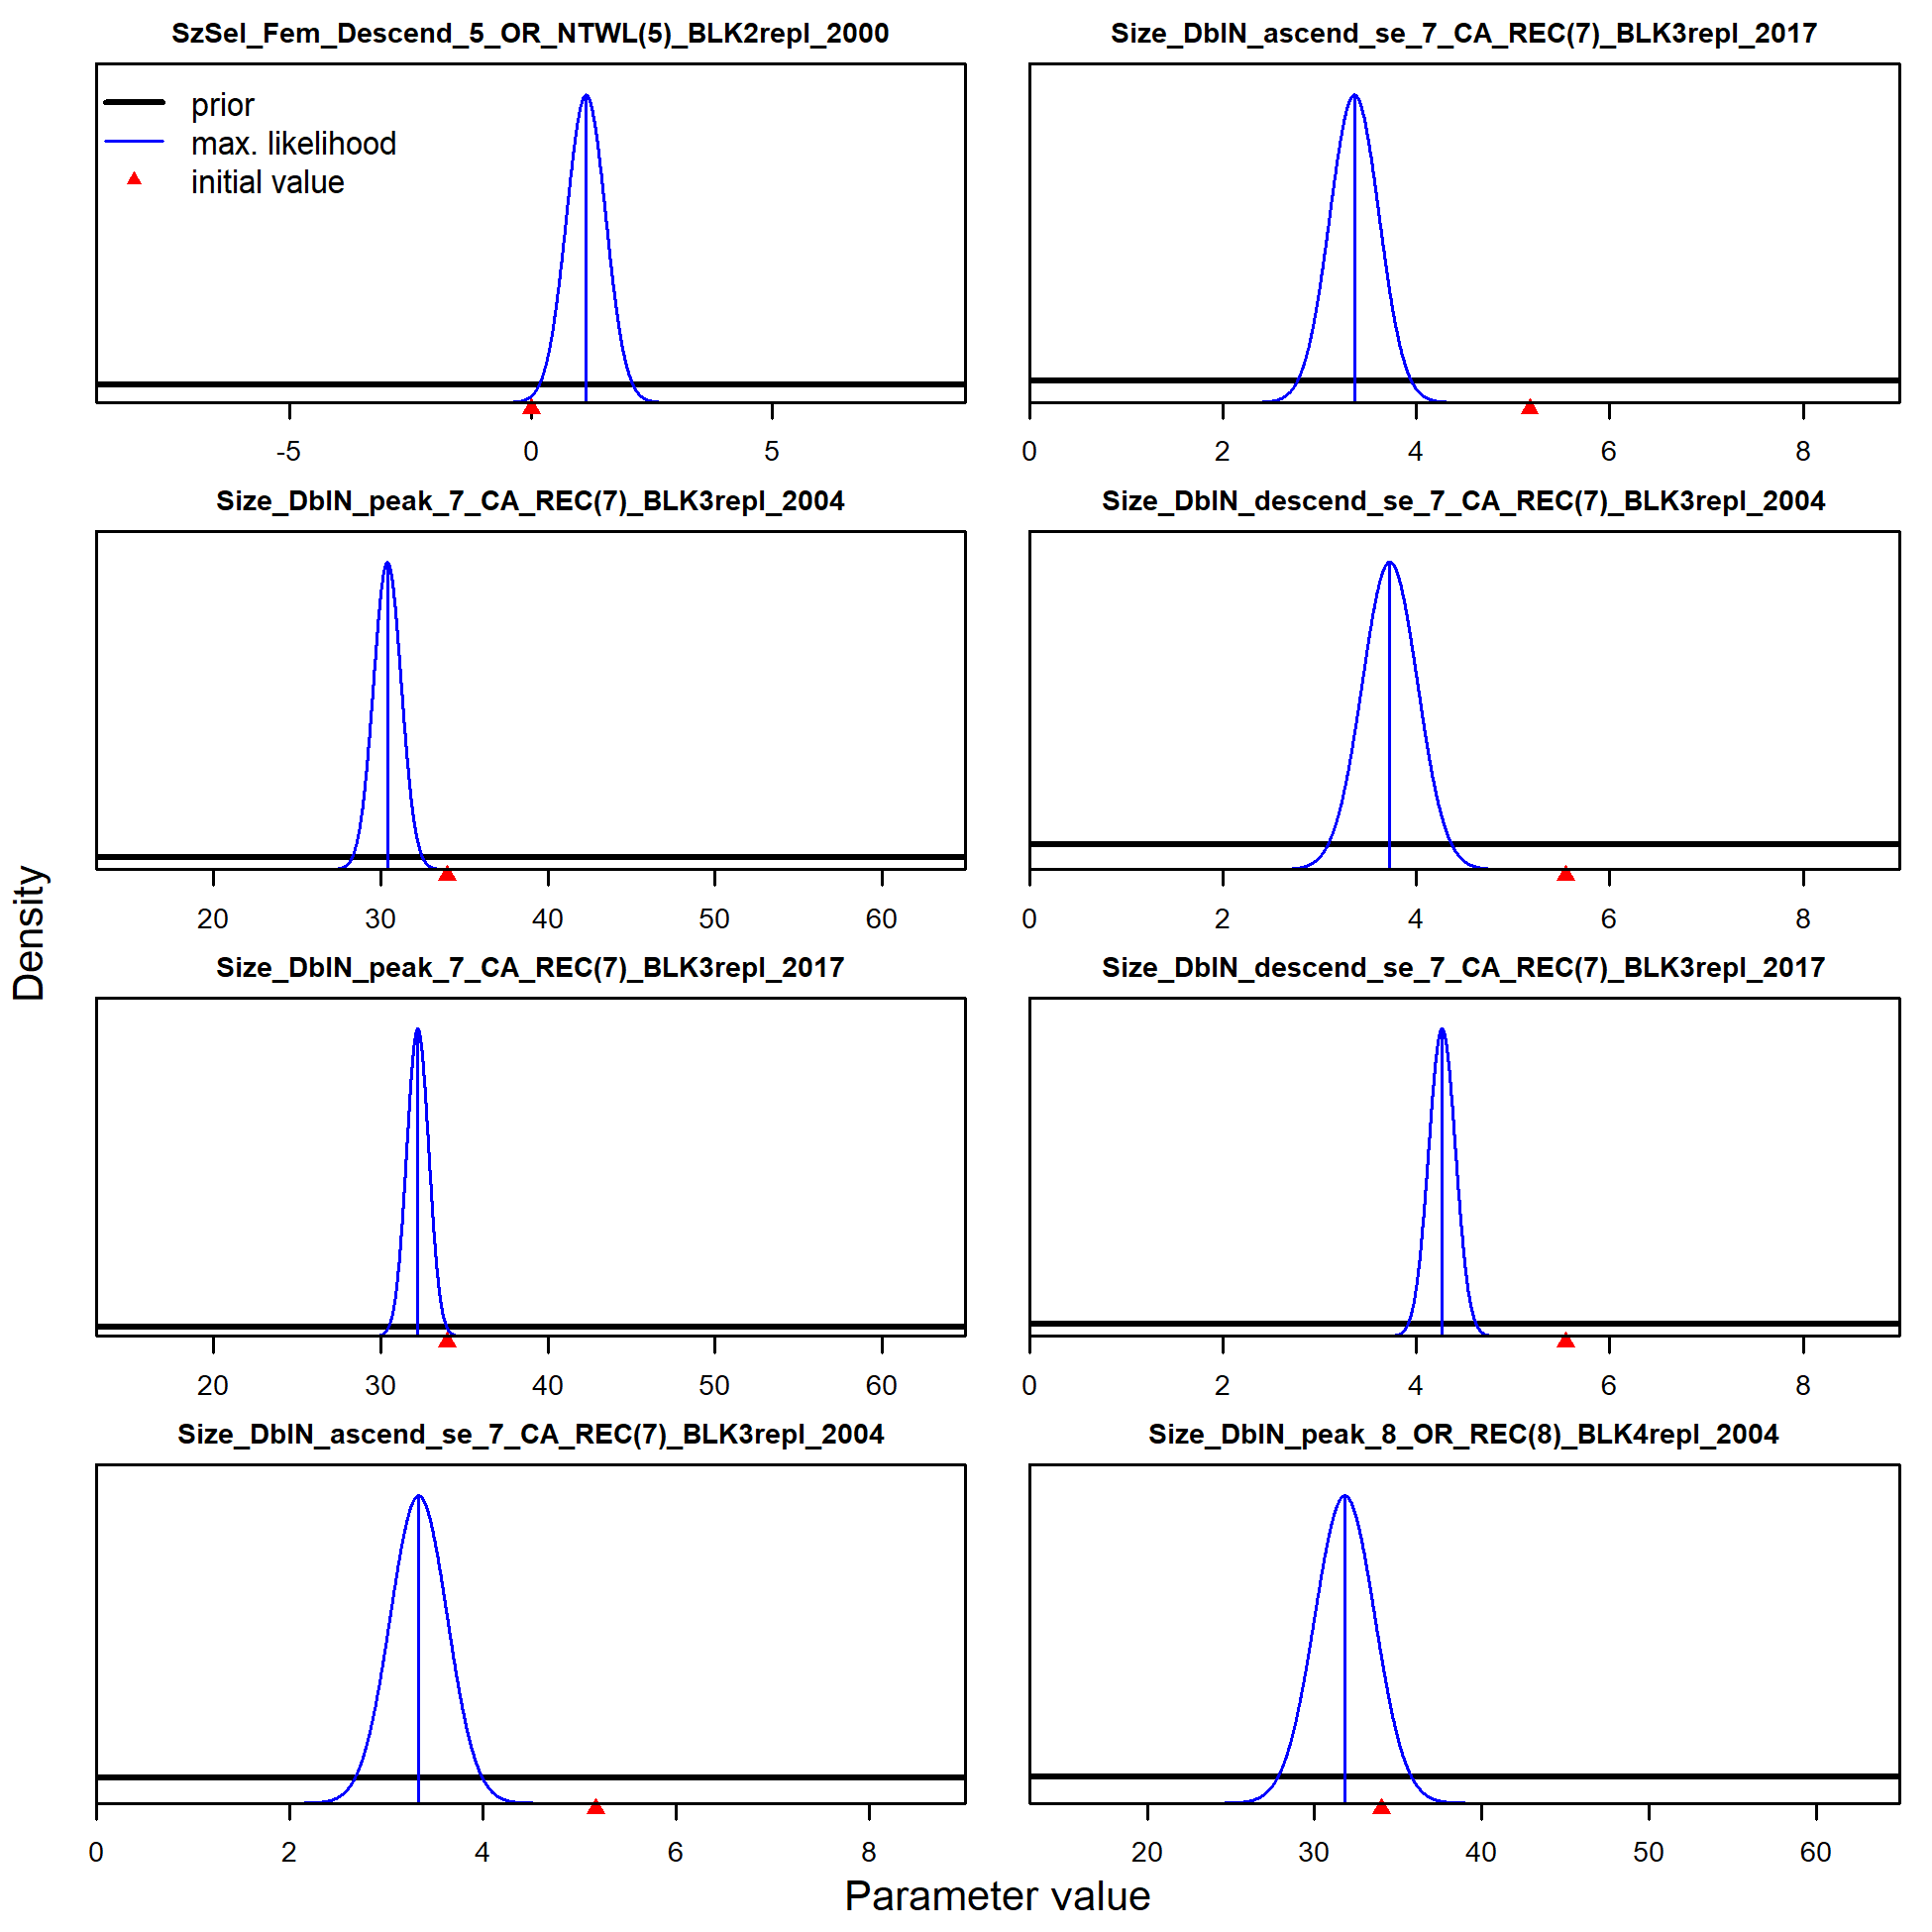 SzSel_Fem_Descend_5_OR_NTWL(5)_BLK2repl_2000
prior
max. likelihood
initial value
-5 0 5
Size_DblN_ascend_se_7_CA_REC(7)_BLK3repl_2017
0 2 4 6 8
Size_DblN_peak_7_CA_REC(7)_BLK3repl_2004
20 30 40 50 60
Size_DblN_descend_se_7_CA_REC(7)_BLK3repl_2004
0 2 4 6 8
Size_DblN_peak_7_CA_REC(7)_BLK3repl_2017
20 30 40 50 60
Size_DblN_descend_se_7_CA_REC(7)_BLK3repl_2017
0 2 4 6 8
Size_DblN_ascend_se_7_CA_REC(7)_BLK3repl_2004
0 2 4 6 8
Size_DblN_peak_8_OR_REC(8)_BLK4repl_2004
20 30 40 50 60
Density
Parameter value